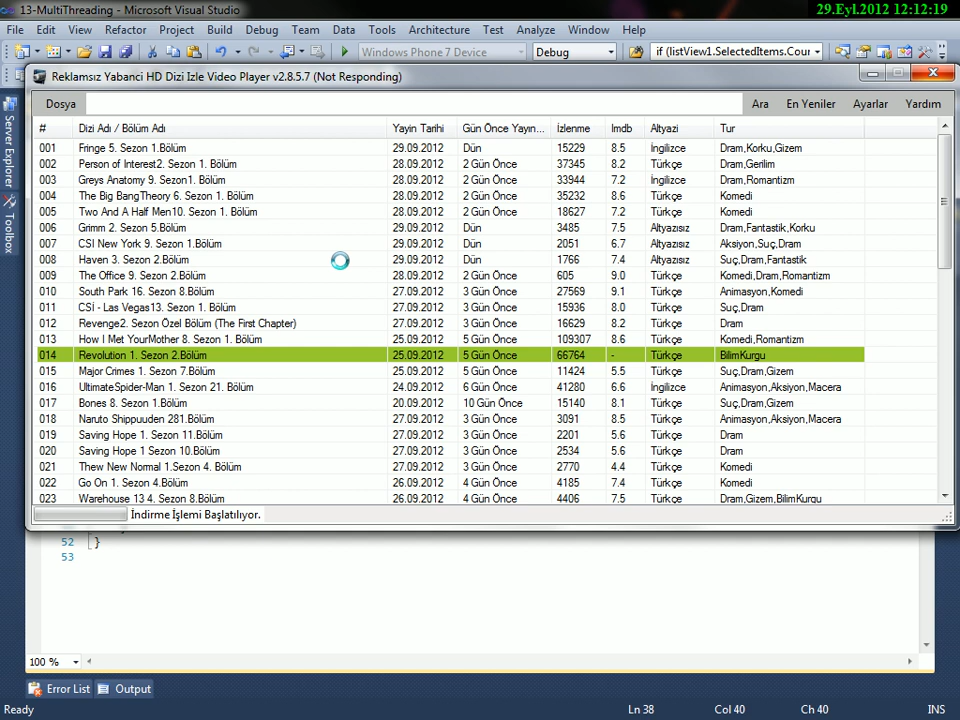 13-MultiThreading - Microsoft Visual Studio
29.Eyl.2012 12:12:19
File Edit View Refactor Project Build Debug Team Data Tools Architecture Test Analyze Window Help
Windows Phone 7 Device Debug if (listView1.SelectedItems.Cour
Reklamsız Yabanci HD Dizi Izle Video Player v2.8.5.7 (Not Responding)
Dosya Ara En Yeniler Ayarlar Yardım
# Dizi Adı / Bölüm Adı Yayin Tarihi Gün Önce Yayın... İzlenme Imdb Altyazi Tur
001 Fringe 5. Sezon 1.Bölüm 29.09.2012 Dün 15229 8.5 İngilizce Dram,Korku,Gizem
002 Person of Interest2. Sezon 1. Bölüm 28.09.2012 2 Gün Önce 37345 8.2 Türkçe Dram,Gerilim
003 Greys Anatomy 9. Sezon1. Bölüm 28.09.2012 2 Gün Önce 33944 7.2 İngilizce Dram,Romantizm
004 The Big BangTheory 6. Sezon 1. Bölüm 28.09.2012 2 Gün Önce 35232 8.6 Türkçe Komedi
005 Two And A Half Men10. Sezon 1. Bölüm 28.09.2012 2 Gün Önce 18627 7.2 Türkçe Komedi
006 Grimm 2. Sezon 5.Bölüm 29.09.2012 Dün 3485 7.5 Altyazısız Dram,Fantastik,Korku
007 CSI New York 9. Sezon 1.Bölüm 29.09.2012 Dün 2051 6.7 Altyazısız Aksiyon,Suç,Dram
008 Haven 3. Sezon 2.Bölüm 29.09.2012 Dün 1766 7.4 Altyazısız Suç,Dram,Fantastik
009 The Office 9. Sezon 2.Bölüm 28.09.2012 2 Gün Önce 605 9.0 Türkçe Komedi,Dram,Romantizm
010 South Park 16. Sezon 8.Bölüm 27.09.2012 3 Gün Önce 27569 9.1 Türkçe Animasyon,Komedi
011 CSİ - Las Vegas13. Sezon 1. Bölüm 27.09.2012 3 Gün Önce 15936 8.0 Türkçe Suç,Dram
012 Revenge2. Sezon Özel Bölüm (The First Chapter) 27.09.2012 3 Gün Önce 16629 8.2 Türkçe Dram
013 How I Met YourMother 8. Sezon 1. Bölüm 25.09.2012 5 Gün Önce 109307 8.6 Türkçe Komedi,Romantizm
014 Revolution 1. Sezon 2.Bölüm 25.09.2012 5 Gün Önce 66764 - Türkçe BilimKurgu
015 Major Crimes 1. Sezon 7.Bölüm 25.09.2012 5 Gün Önce 11424 5.5 Türkçe Suç,Dram,Gizem
016 UltimateSpider-Man 1. Sezon 21. Bölüm 24.09.2012 6 Gün Önce 41280 6.6 İngilizce Animasyon,Aksiyon,Macera
017 Bones 8. Sezon 1.Bölüm 20.09.2012 10 Gün Önce 15140 8.1 Türkçe Suç,Dram,Gizem
018 Naruto Shippuuden 281.Bölüm 27.09.2012 3 Gün Önce 3091 8.5 Türkçe Animasyon,Aksiyon,Macera
019 Saving Hope 1. Sezon 11.Bölüm 27.09.2012 3 Gün Önce 2201 5.6 Türkçe Dram
020 Saving Hope 1 Sezon 10.Bölüm 27.09.2012 3 Gün Önce 2534 5.6 Türkçe Dram
021 Thew New Normal 1.Sezon 4. Bölüm 27.09.2012 3 Gün Önce 2770 4.4 Türkçe Komedi
022 Go On 1. Sezon 4.Bölüm 26.09.2012 4 Gün Önce 4185 7.4 Türkçe Komedi
023 Warehouse 13 4. Sezon 8.Bölüm 26.09.2012 4 Gün Önce 4406 7.5 Türkçe Dram,Gizem,BilimKurgu
İndirme İşlemi Başlatılıyor.
Server Explorer
Toolbox
52 }
53
100 %
Error List Output
Ready Ln 38 Col 40 Ch 40 INS